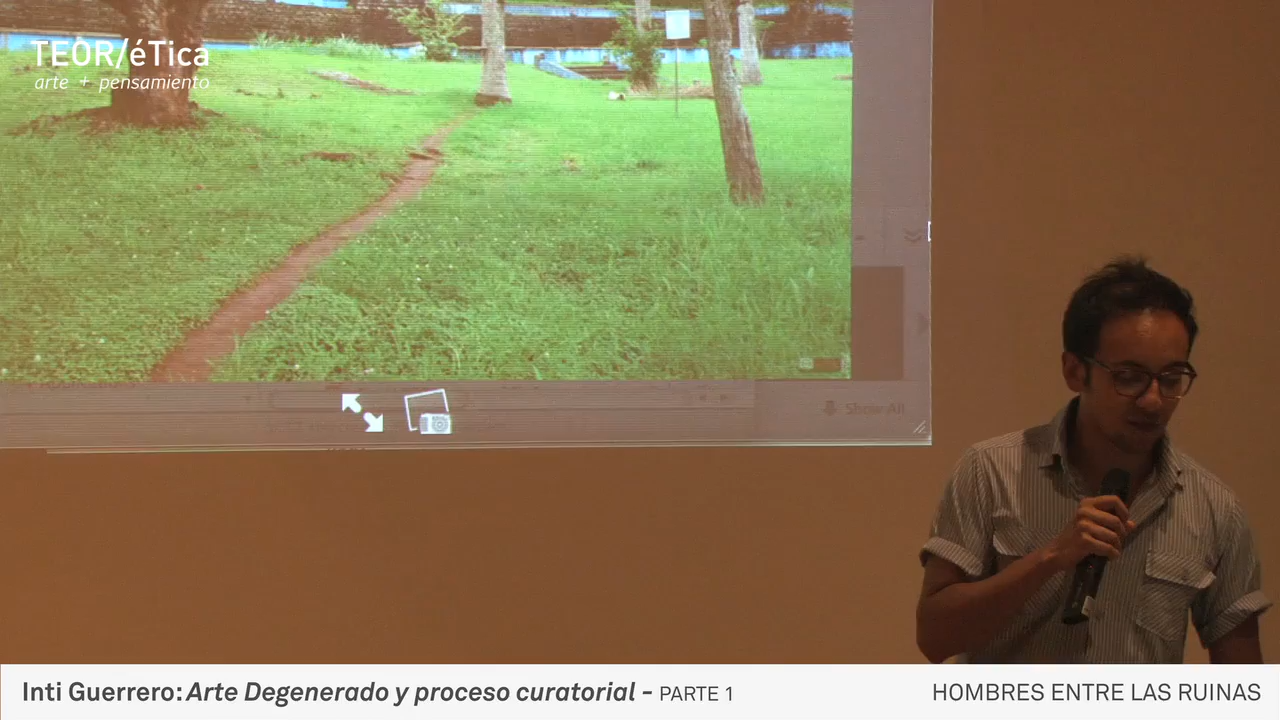 TEOR/éTica
arte + pensamiento
Show All
Inti Guerrero: Arte Degenerado y proceso curatorial - PARTE 1
HOMBRES ENTRE LAS RUINAS